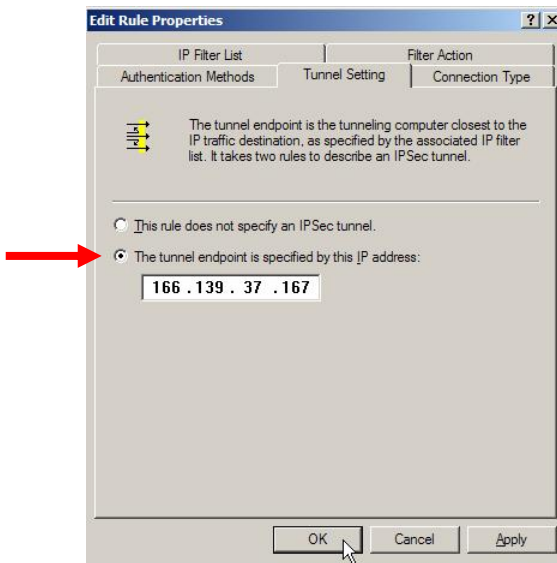 Edit Rule Properties
IP Filter List
Filter Action
Authentication Methods
Tunnel Setting
Connection Type
The tunnel endpoint is the tunneling computer closest to the
IP traffic destination, as specified by the associated IP filter
list. It takes two rules to describe an IPSec tunnel.
This rule does not specify an IPSec tunnel.
The tunnel endpoint is specified by this IP address:
166 . 139 . 37 . 167
OK
Cancel
Apply